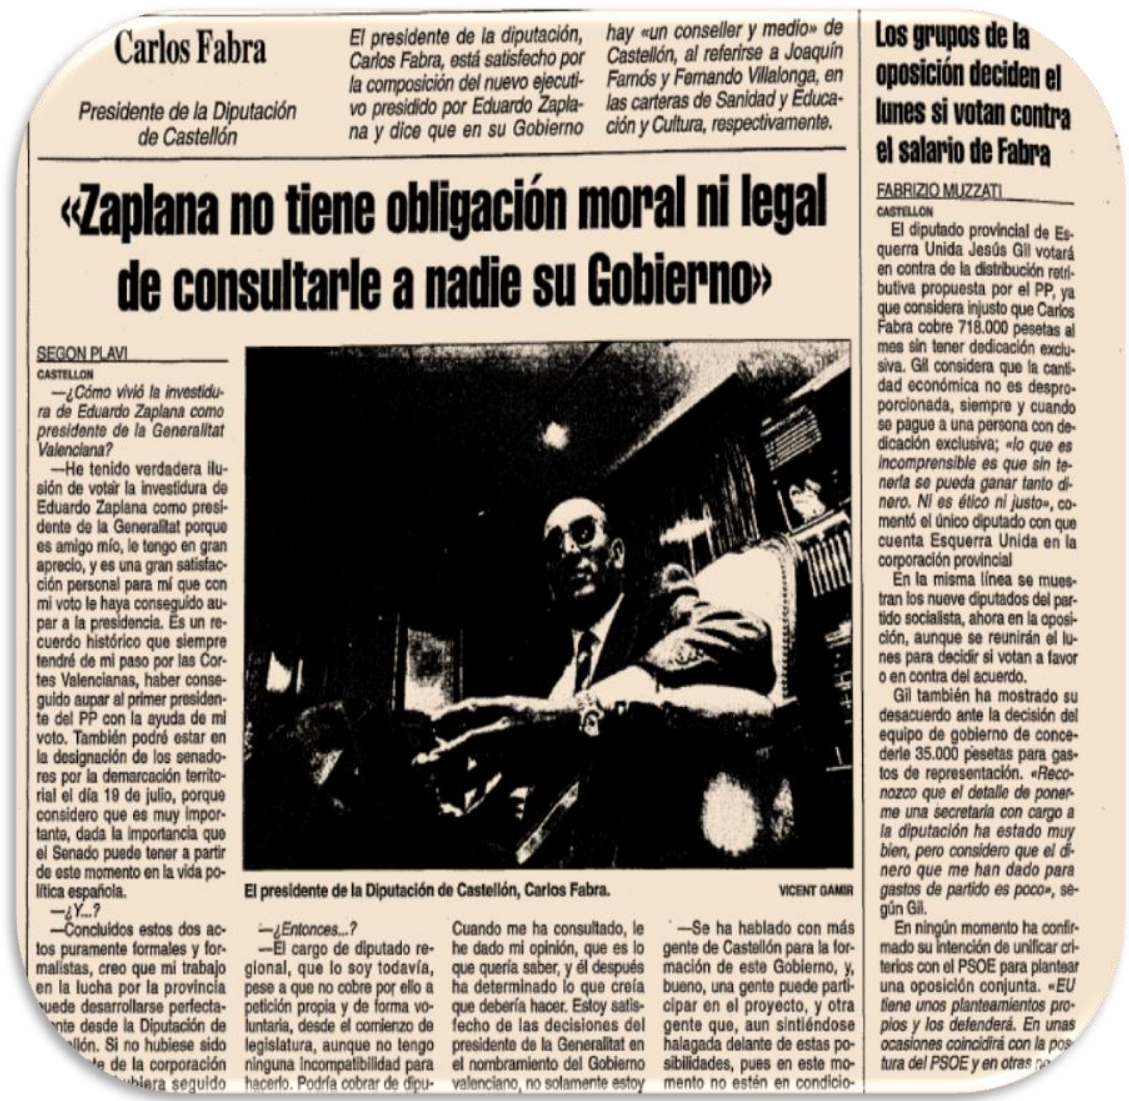 Carlos Fabra
Presidente de la Diputación
de Castellón
El presidente de la diputación,
Carlos Fabra, está satisfecho por
la composición del nuevo ejecuti-
vo presidido por Eduardo Zapla-
na y dice que en su Gobierno
hay «un conseller y medio» de
Castellón, al referirse a Joaquín
Farnós y Fernando Villalonga, en
las carteras de Sanidad y Educa-
ción y Cultura, respectivamente.
«Zaplana no tiene obligación moral ni legal
de consultarle a nadie su Gobierno»
SEGON PLAVI
CASTELLON
—¿Cómo vivió la investidu-
ra de Eduardo Zaplana como
presidente de la Generalitat
Valenciana?
—He tenido verdadera ilu-
sión de votar la investidura de
Eduardo Zaplana como presi-
dente de la Generalitat porque
es amigo mío, le tengo en gran
aprecio, y es una gran satisfac-
ción personal para mí que con
mi voto le haya conseguido au-
par a la presidencia. Es un re-
cuerdo histórico que siempre
tendré de mi paso por las Cor-
tes Valencianas, haber conse-
guido aupar al primer presiden-
te del PP con la ayuda de mi
voto. También podré estar en
la designación de los senado-
res por la demarcación territo-
rial el día 19 de julio, porque
considero que es muy impor-
tante, dada la importancia que
el Senado puede tener a partir
de este momento en la vida po-
lítica española.
—¿Y...?
—Concluidos estos dos ac-
tos puramente formales y for-
malistas, creo que mi trabajo
en la lucha por la provincia
uede desarrollarse perfecta-
nte desde la Diputación de
llón. Si no hubiese sido
te de la corporación
ubiera seguido
El presidente de la Diputación de Castellón, Carlos Fabra.
VICENT GAMIR
—¿Entonces...?
—El cargo de diputado re-
gional, que lo soy todavía,
pese a que no cobre por ello a
petición propia y de forma vo-
luntaria, desde el comienzo de
legislatura, aunque no tengo
ninguna incompatibilidad para
hacerlo. Podría cobrar de dipu-
Cuando me ha consultado, le
he dado mi opinión, que es lo
que quería saber, y él después
ha determinado lo que creía
que debería hacer. Estoy satis-
fecho de las decisiones del
presidente de la Generalitat en
el nombramiento del Gobierno
valenciano, no solamente estoy
—Se ha hablado con más
gente de Castellón para la for-
mación de este Gobierno, y,
bueno, una gente puede parti-
cipar en el proyecto, y otra
gente que, aun sintiéndose
halagada delante de estas po-
sibilidades, pues en este mo-
mento no estén en condicio-
Los grupos de la
oposición deciden el
lunes si votan contra
el salario de Fabra
FABRIZIO MUZZATI
CASTELLON
El diputado provincial de Es-
querra Unida Jesús Gil votará
en contra de la distribución retri-
butiva propuesta por el PP, ya
que considera injusto que Carlos
Fabra cobre 718.000 pesetas al
mes sin tener dedicación exclu-
siva. Gil considera que la canti-
dad económica no es despro-
porcionada, siempre y cuando
se pague a una persona con de-
dicación exclusiva; «lo que es
incomprensible es que sin te-
nerla se pueda ganar tanto di-
nero. Ni es ético ni justo», co-
mentó el único diputado con que
cuenta Esquerra Unida en la
corporación provincial
En la misma línea se mues-
tran los nueve diputados del par-
tido socialista, ahora en la oposi-
ción, aunque se reunirán el lu-
nes para decidir si votan a favor
o en contra del acuerdo.
Gil también ha mostrado su
desacuerdo ante la decisión del
equipo de gobierno de conce-
derle 35.000 pesetas para gas-
tos de representación. «Reco-
nozco que el detalle de poner-
me una secretaria con cargo a
la diputación ha estado muy
bien, pero considero que el di-
nero que me han dado para
gastos de partido es poco», se-
gún Gil.
En ningún momento ha confir-
mado su intención de unificar cri-
terios con el PSOE para plantear
una oposición conjunta. «EU
tiene unos planteamientos pro-
pios y los defenderá. En unas
ocasiones coincidirá con la pos-
tura del PSOE y en otras no